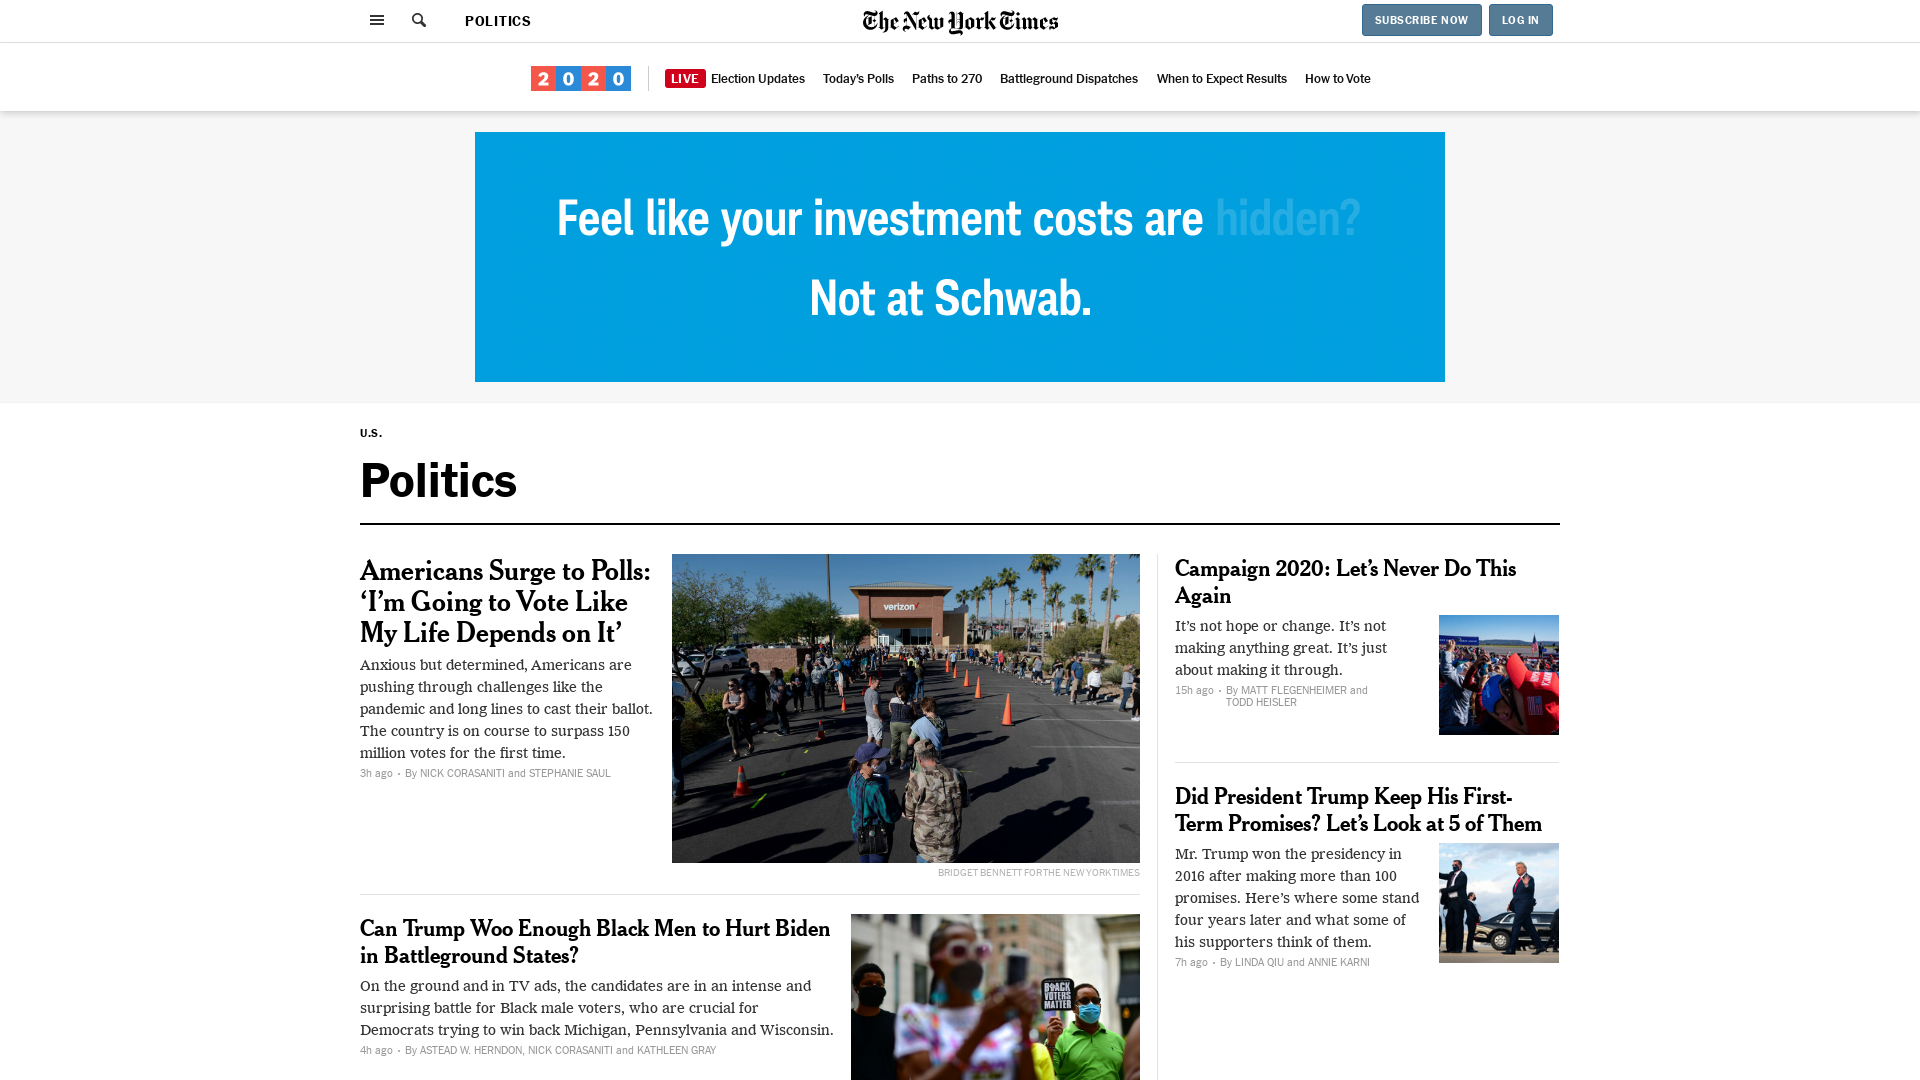 POLITICS
The New York Times
SUBSCRIBE NOW
LOG IN
2020
LIVE Election Updates
Today's Polls
Paths to 270
Battleground Dispatches
When to Expect Results
How to Vote
Feel like your investment costs are hidden?
Not at Schwab.
U.S.
Politics
Americans Surge to Polls:
‘I’m Going to Vote Like
My Life Depends on It’
Anxious but determined, Americans are
pushing through challenges like the
pandemic and long lines to cast their ballot.
The country is on course to surpass 150
million votes for the first time.
3h ago • By NICK CORASANITI and STEPHANIE SAUL
verizon
BRIDGET BENNETT FOR THE NEW YORK TIMES
Can Trump Woo Enough Black Men to Hurt Biden
in Battleground States?
On the ground and in TV ads, the candidates are in an intense and
surprising battle for Black male voters, who are crucial for
Democrats trying to win back Michigan, Pennsylvania and Wisconsin.
4h ago • By ASTEAD W. HERNDON, NICK CORASANITI and KATHLEEN GRAY
BLACK
VOTERS
MATTER
Campaign 2020: Let’s Never Do This
Again
It’s not hope or change. It’s not
making anything great. It’s just
about making it through.
15h ago • By MATT FLEGENHEIMER and
TODD HEISLER
Did President Trump Keep His First-
Term Promises? Let’s Look at 5 of Them
Mr. Trump won the presidency in
2016 after making more than 100
promises. Here’s where some stand
four years later and what some of
his supporters think of them.
7h ago • By LINDA QIU and ANNIE KARNI